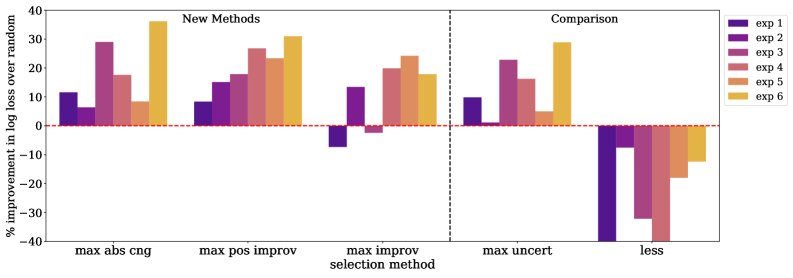 New Methods
Comparison
% improvement in log loss over random
40
30
20
10
0
−10
−20
−30
−40
max abs cng
max pos improv
max improv
max uncert
less
selection method
exp 1
exp 2
exp 3
exp 4
exp 5
exp 6